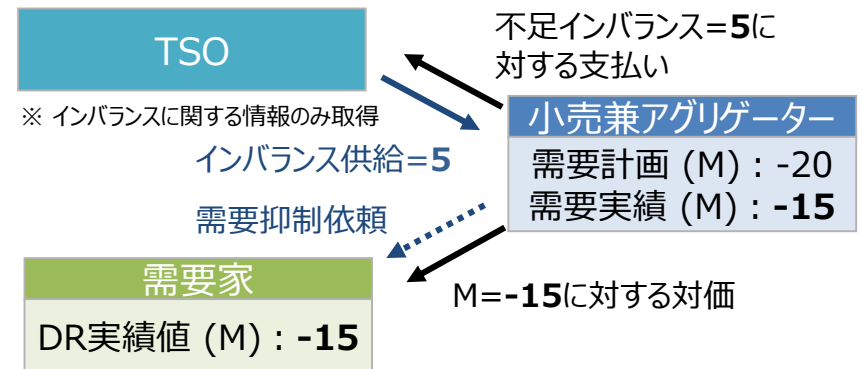 TSO
※ インバランスに関する情報のみ取得
不足インバランス=5に
対する支払い
インバランス供給=5
小売兼アグリゲーター
需要計画 (M)：-20
需要実績 (M)：-15
需要抑制依頼
M=-15に対する対価
需要家
DR実績値 (M)：-15